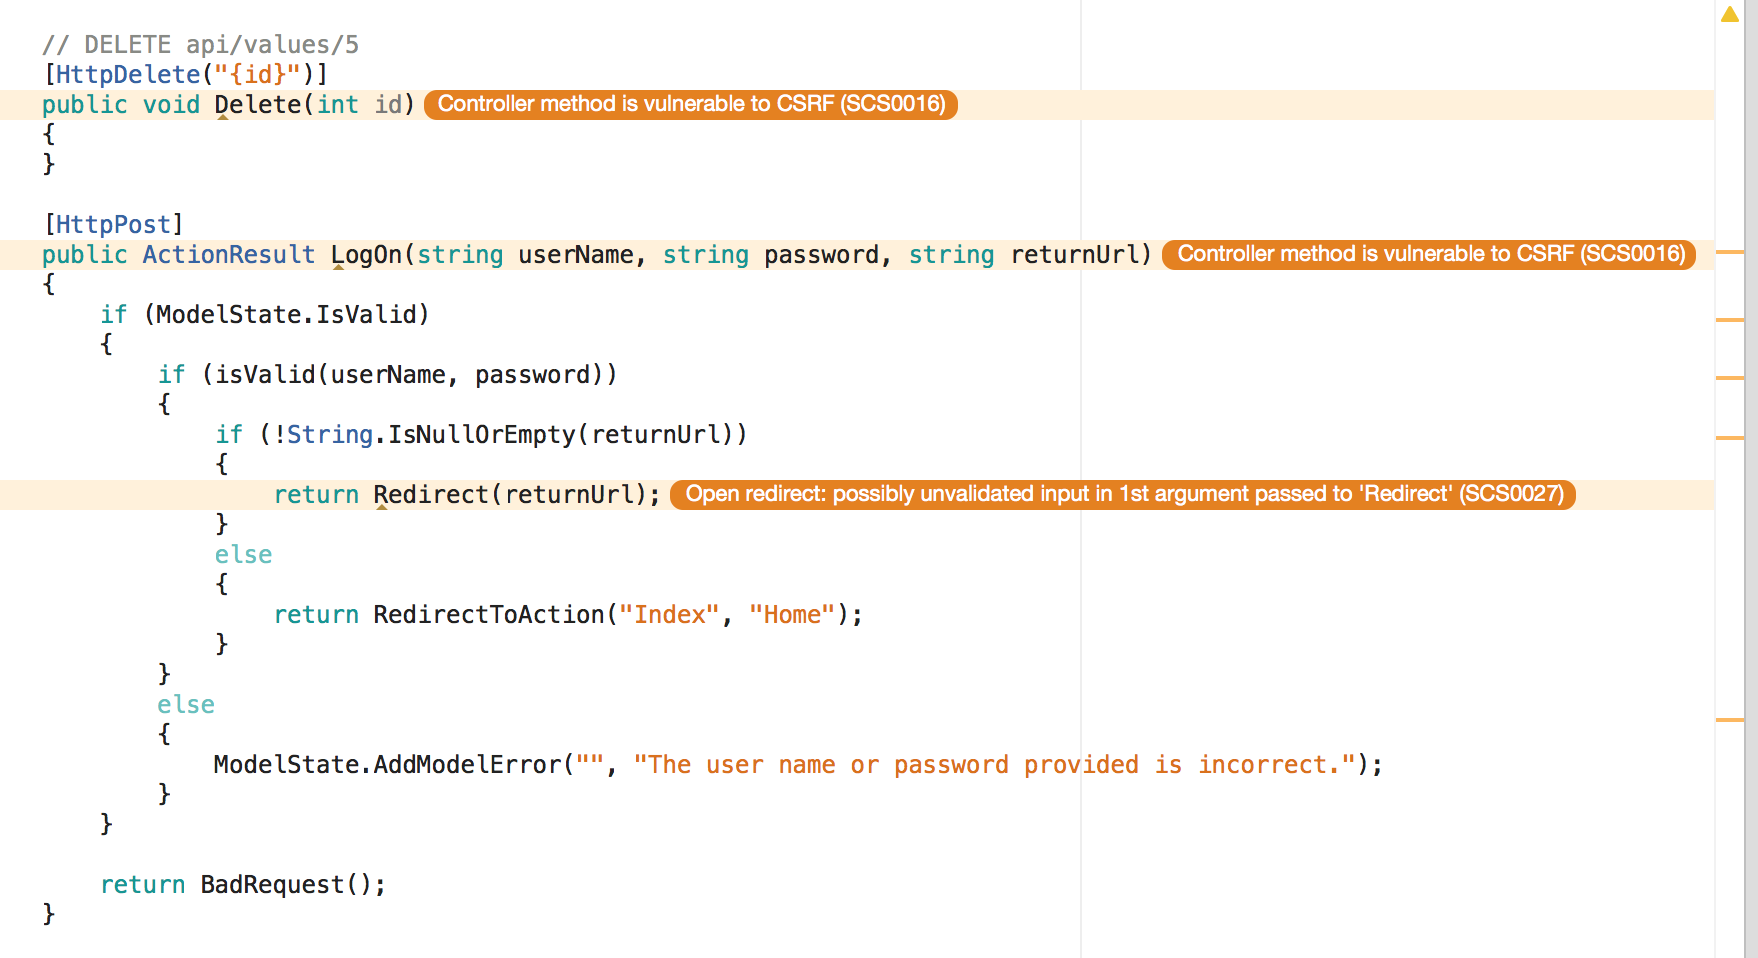 // DELETE api/values/5
[HttpDelete("{id}")]
public void Delete(int id) Controller method is vulnerable to CSRF (SCS0016)
{
}
[HttpPost]
public ActionResult LogOn(string userName, string password, string returnUrl) Controller method is vulnerable to CSRF (SCS0016)
{
if (ModelState.IsValid)
{
if (isValid(userName, password))
{
if (!String.IsNullOrEmpty(returnUrl))
{
return Redirect(returnUrl); Open redirect: possibly unvalidated input in 1st argument passed to 'Redirect' (SCS0027)
}
else
{
return RedirectToAction("Index", "Home");
}
}
else
{
ModelState.AddModelError("", "The user name or password provided is incorrect.");
}
}
return BadRequest();
}